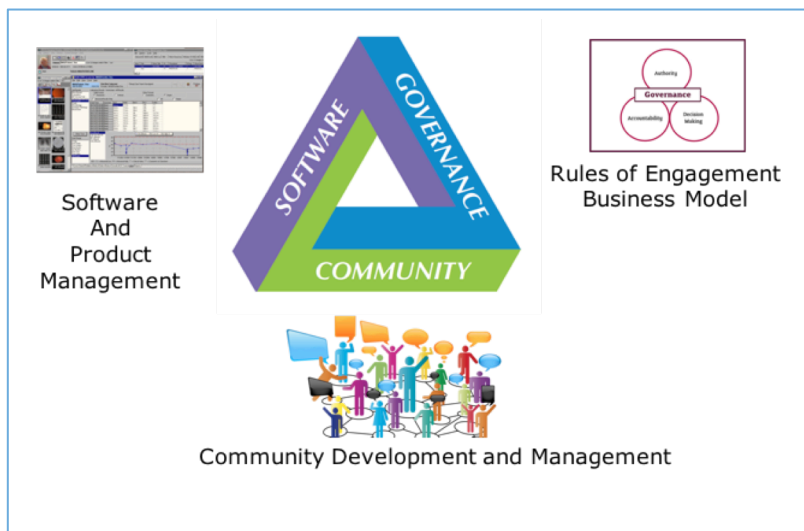 SOFTWARE
GOVERNANCE
COMMUNITY
Authority
Governance
Accountability
Decision
Making
Software
And
Product
Management
Rules of Engagement
Business Model
Community Development and Management